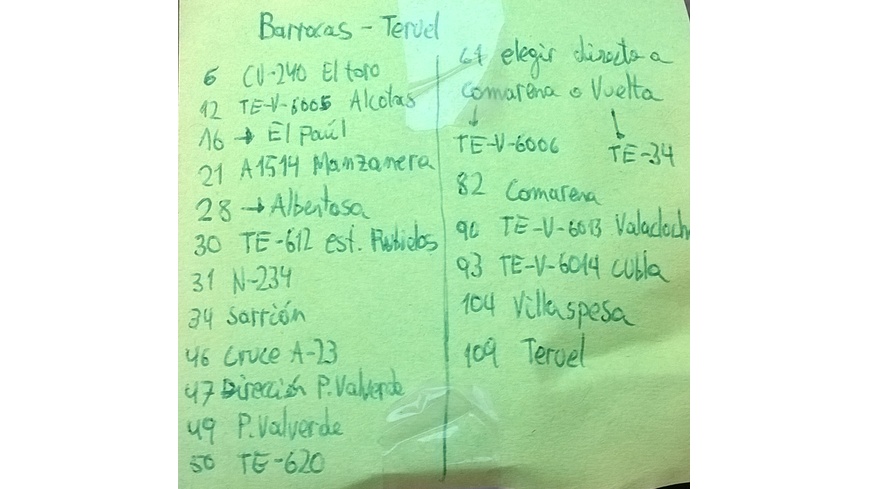 Barracas - Teruel
6 CV-240 El toro
12 TE-V-6005 Alcotas
16 → El Paúl
21 A1514 Manzanera
28 → Albentosa
30 TE-612 est. Rubielos
31 N-234
34 Sarrión
46 Cruce A-23
47 Dirección P.Valverde
49 P.Valverde
50 TE-620
61 elegir directo a
Camarena o Vuelta
↓ ↓
TE-V-6006 TE-34
82 Camarena
90 TE-V-6013 Valacloch
93 TE-V-6014 Cubla
104 Villaspesa
109 Teruel